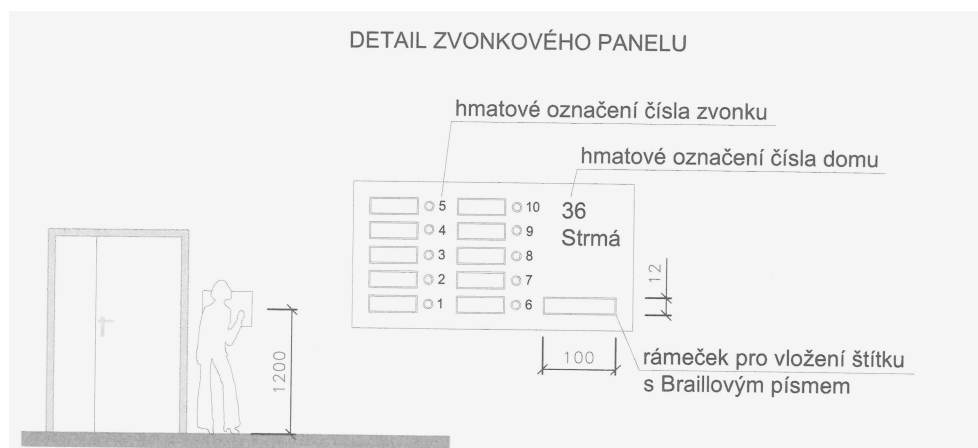 DETAIL ZVONKOVÉHO PANELU
hmatové označení čísla zvonku
hmatové označení čísla domu
5 10 36
4 9 Strmá
3 8
2 7
1 6
12
100
1200
rámeček pro vložení štítku
s Braillovým písmem